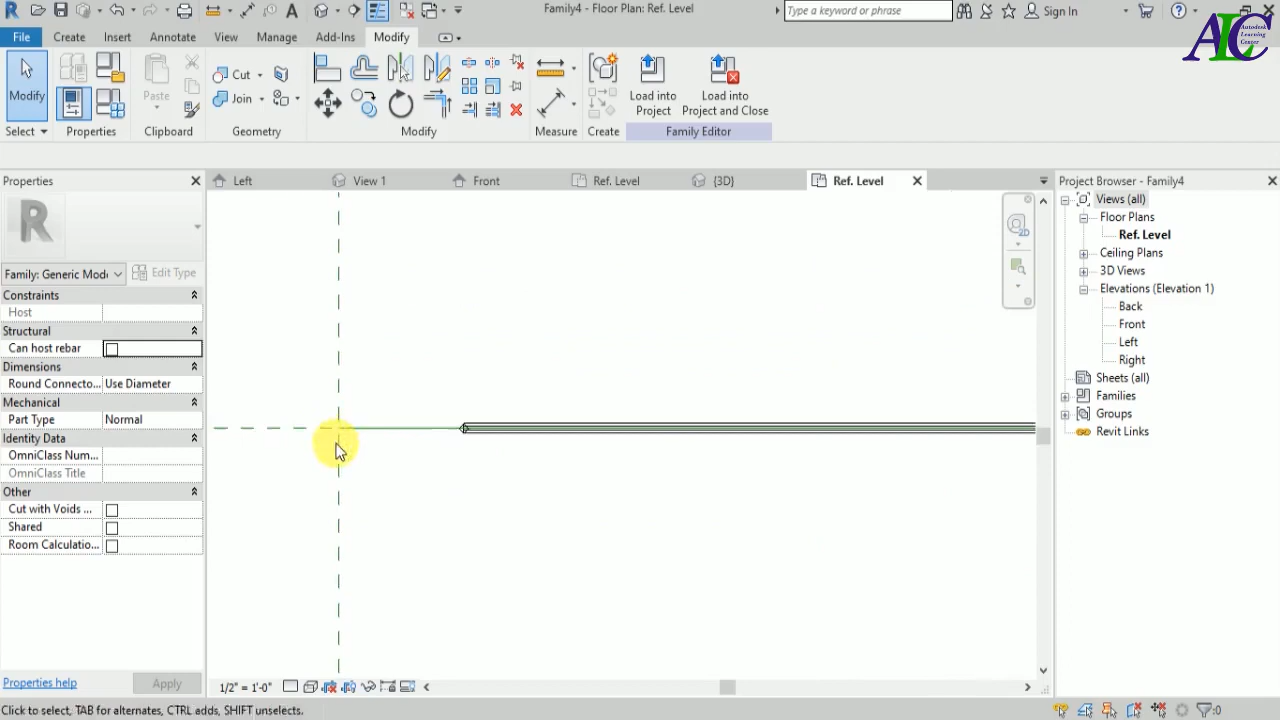 Family4 - Floor Plan: Ref. Level
Type a keyword or phrase
Sign In
ALC
Autodesk
Learning
Center
File
Create
Insert
Annotate
View
Manage
Add-Ins
Modify
Modify
Paste
Cut
Join
Load into
Project
Load into
Project and Close
Select
Properties
Clipboard
Geometry
Modify
Measure
Create
Family Editor
Properties
Left
View 1
Front
Ref. Level
{3D}
Ref. Level
Project Browser - Family4
R
Family: Generic Mode
Edit Type
Constraints
Host
Structural
Can host rebar
Dimensions
Round Connecto...
Use Diameter
Mechanical
Part Type
Normal
Identity Data
OmniClass Num...
OmniClass Title
Other
Cut with Voids ...
Shared
Room Calculatio...
Properties help
Apply
2D
Views (all)
Floor Plans
Ref. Level
Ceiling Plans
3D Views
Elevations (Elevation 1)
Back
Front
Left
Right
Sheets (all)
Families
Groups
Revit Links
1/2" = 1'-0"
Click to select, TAB for alternates, CTRL adds, SHIFT unselects.
:0